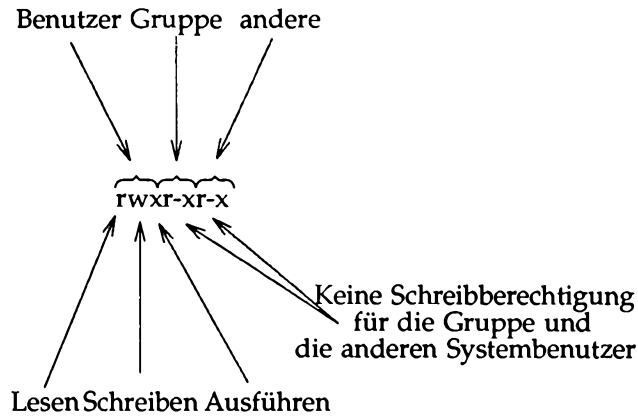 Benutzer Gruppe andere
rwxr-xr-x
Keine Schreibberechtigung
für die Gruppe und
die anderen Systembenutzer
Lesen Schreiben Ausführen